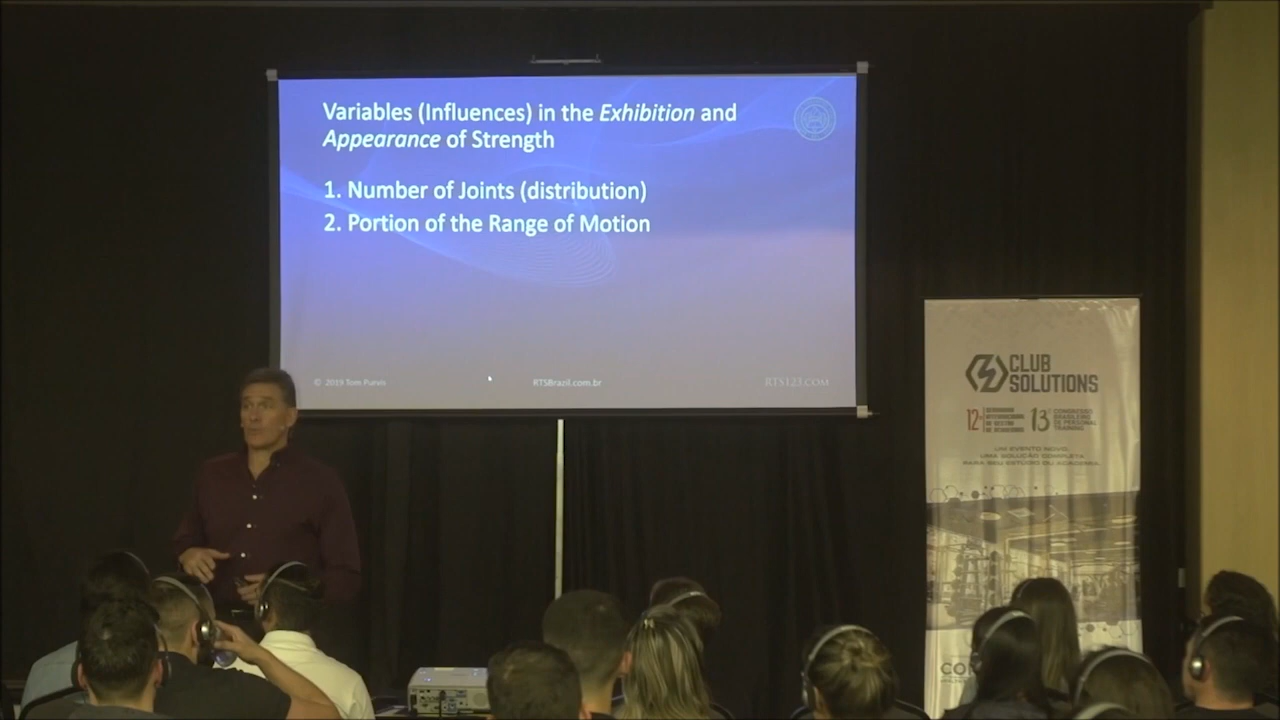 Variables (Influences) in the Exhibition and
Appearance of Strength
1. Number of Joints (distribution)
2. Portion of the Range of Motion
© 2019 Tom Purvis
RTSBrazil.com.br
RTS123.COM
CLUB
SOLUTIONS
12º
13º CONGRESSO
BRASILEIRO
DE PERSONAL
TRAINING
UM EVENTO NOVO,
UMA SOLUÇÃO COMPLETA
PARA SEU ESTÚDIO OU ACADEMIA.